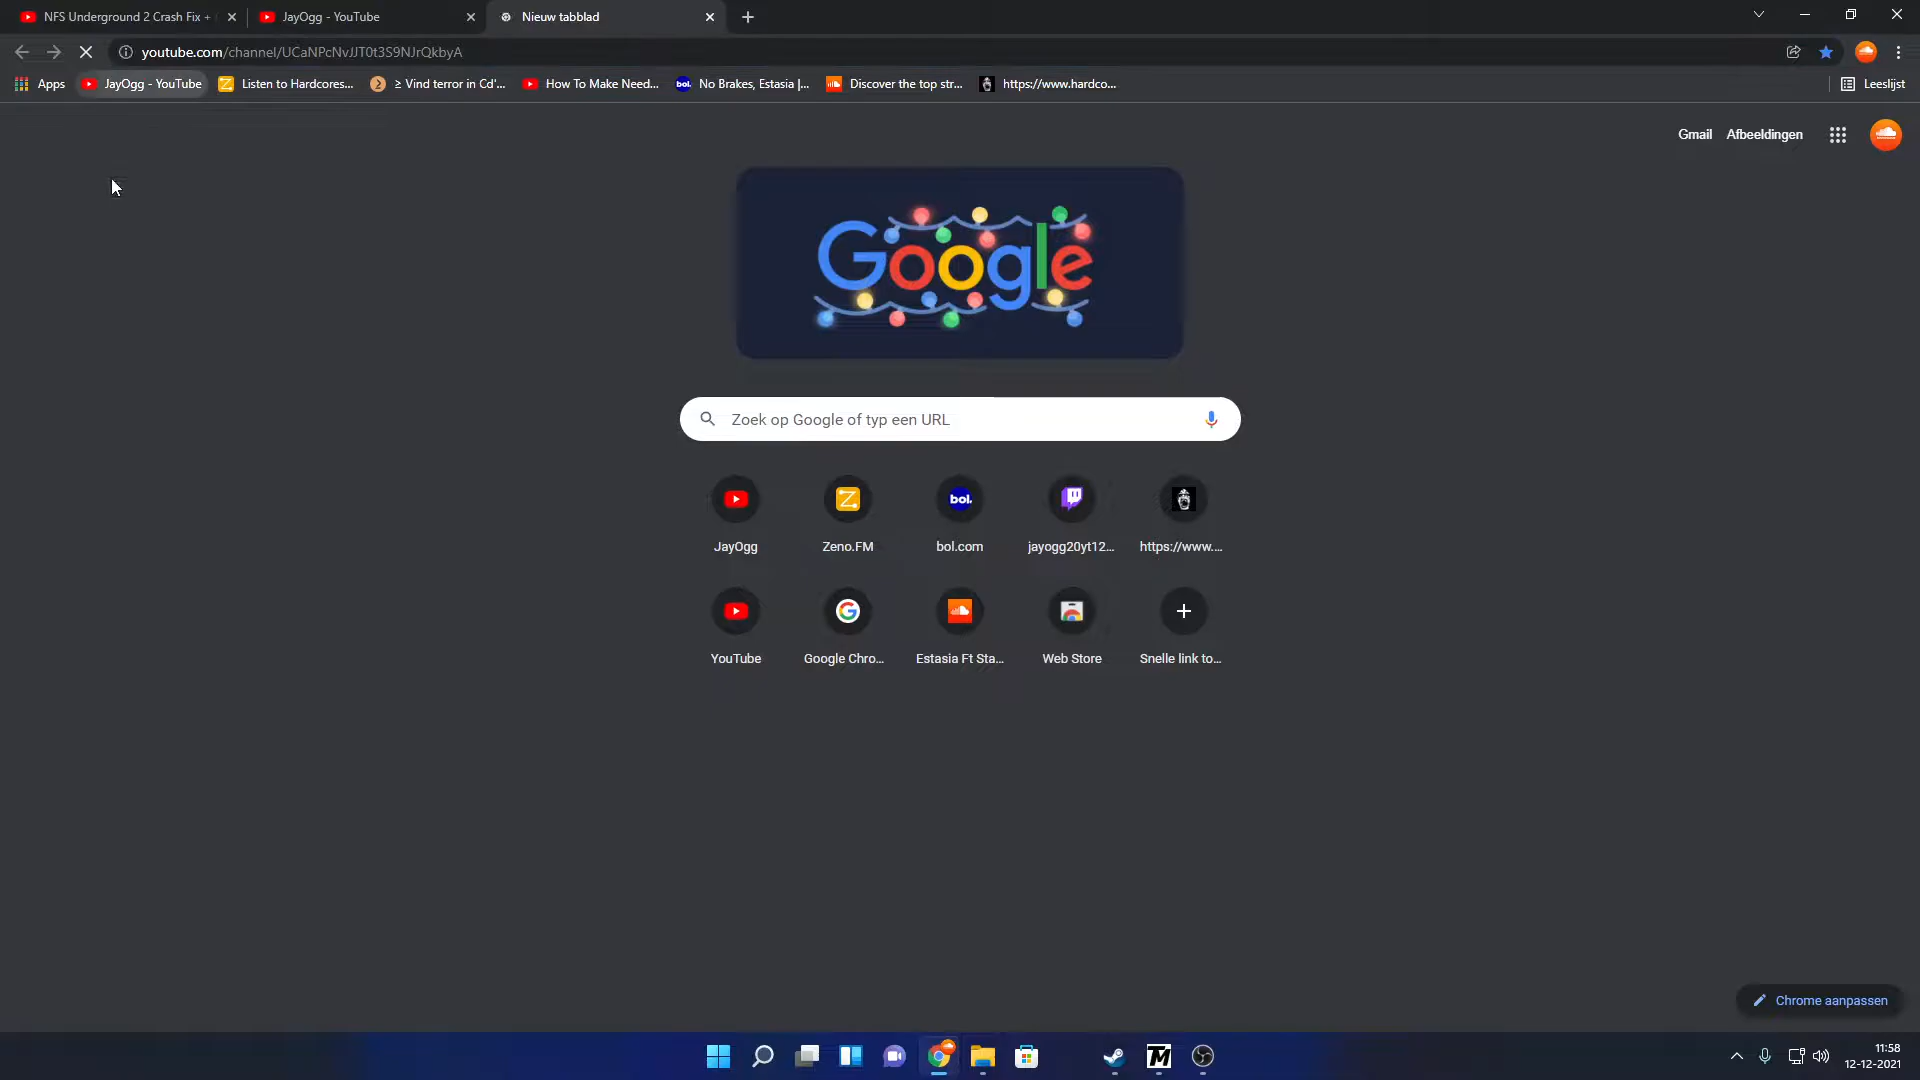 NFS Underground 2 Crash Fix +
JayOgg - YouTube
Nieuw tabblad
youtube.com/channel/UCaNPcNvJJT0t3S9NJrQkbyA
Apps
JayOgg - YouTube
Listen to Hardcores...
≥ Vind terror in Cd'...
How To Make Need...
bol.
No Brakes, Estasia |...
Discover the top str...
https://www.hardco...
Leeslijst
Gmail
Afbeeldingen
Google
Zoek op Google of typ een URL
bol.
JayOgg
Zeno.FM
bol.com
jayogg20yt12...
https://www....
YouTube
Google Chro...
Estasia Ft Sta...
Web Store
Snelle link to...
Chrome aanpassen
11:58
12-12-2021